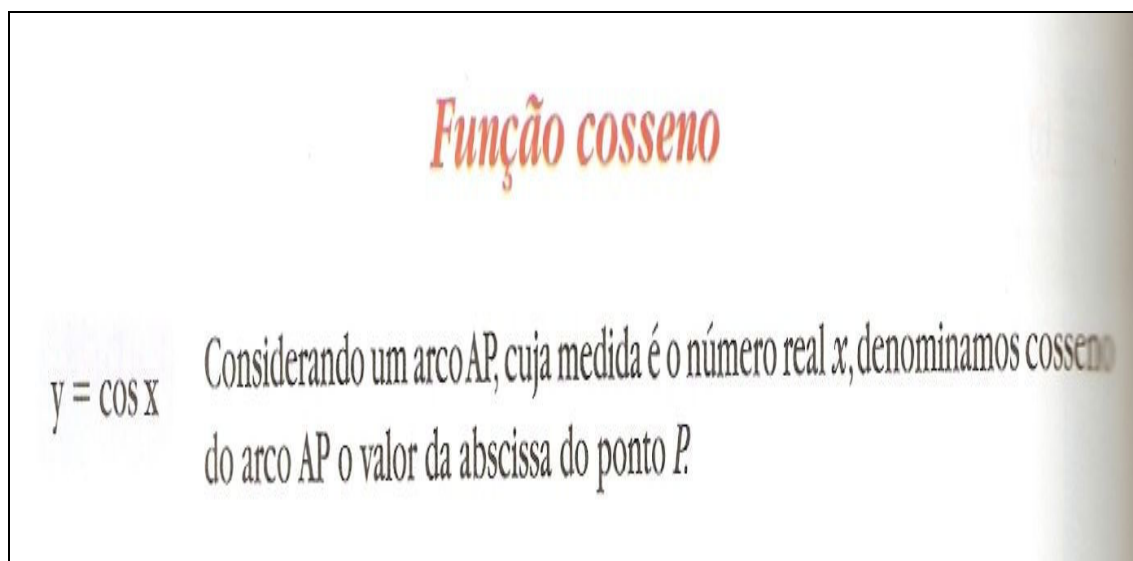 Função cosseno
y = cos x
Considerando um arco AP, cuja medida é o número real x, denominamos cosseno
do arco AP o valor da abscissa do ponto P.